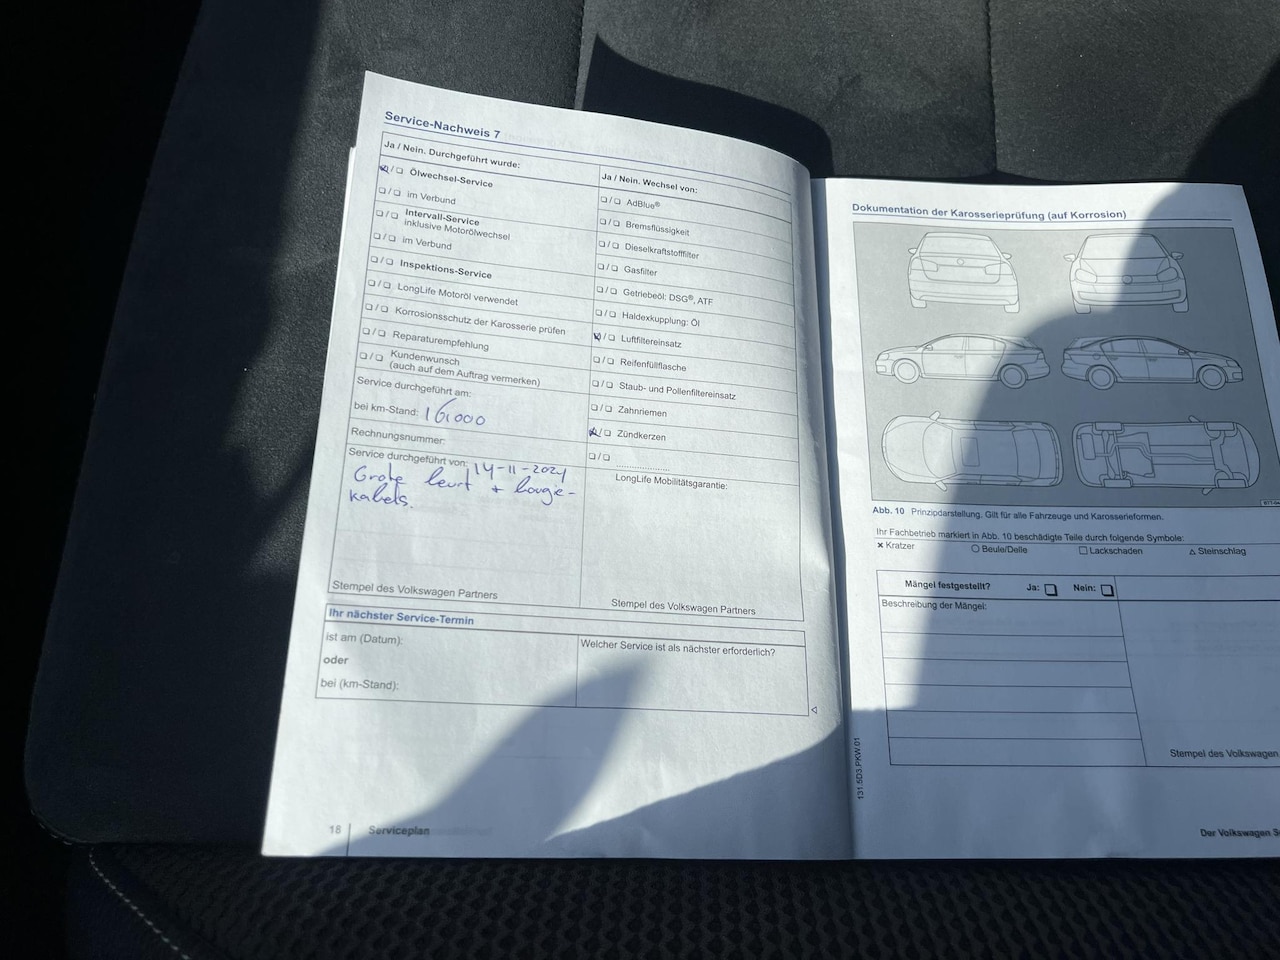 Service-Nachweis 7
Ja / Nein. Durchgeführt wurde:
❏/❏ Ölwechsel-Service
❏/❏ im Verbund
❏/❏ Intervall-Service
inklusive Motorölwechsel
❏/❏ im Verbund
❏/❏ Inspektions-Service
❏/❏ LongLife Motoröl verwendet
❏/❏ Korrosionsschutz der Karosserie prüfen
❏/❏ Reparaturempfehlung
❏/❏ Kundenwunsch
(auch auf dem Auftrag vermerken)
Service durchgeführt am:
bei km-Stand: 161000
Rechnungsnummer:
Service durchgeführt von: 14-11-2024
Grote beurt + bougie-
kabels.
Stempel des Volkswagen Partners
Ja / Nein. Wechsel von:
❏/❏ AdBlue®
❏/❏ Bremsflüssigkeit
❏/❏ Dieselkraftstofffilter
❏/❏ Gasfilter
❏/❏ Getriebeöl: DSG®, ATF
❏/❏ Haldexkupplung: Öl
❏/❏ Luftfiltereinsatz
❏/❏ Reifenfüllflasche
❏/❏ Staub- und Pollenfiltereinsatz
❏/❏ Zahnriemen
❏/❏ Zündkerzen
❏/❏ ....................
LongLife Mobilitätsgarantie:
Stempel des Volkswagen Partners
Ihr nächster Service-Termin
ist am (Datum):
oder
bei (km-Stand):
Welcher Service ist als nächster erforderlich?
18 Serviceplan
Dokumentation der Karosserieprüfung (auf Korrosion)
Abb. 10 Prinzipdarstellung. Gilt für alle Fahrzeuge und Karosserieformen.
Ihr Fachbetrieb markiert in Abb. 10 beschädigte Teile durch folgende Symbole:
× Kratzer ○ Beule/Delle □ Lackschaden △ Steinschlag
Mängel festgestellt? Ja: ❏ Nein: ❏
Beschreibung der Mängel:
Stempel des Volkswagen
131.5D3.PKW.01
Der Volkswagen S